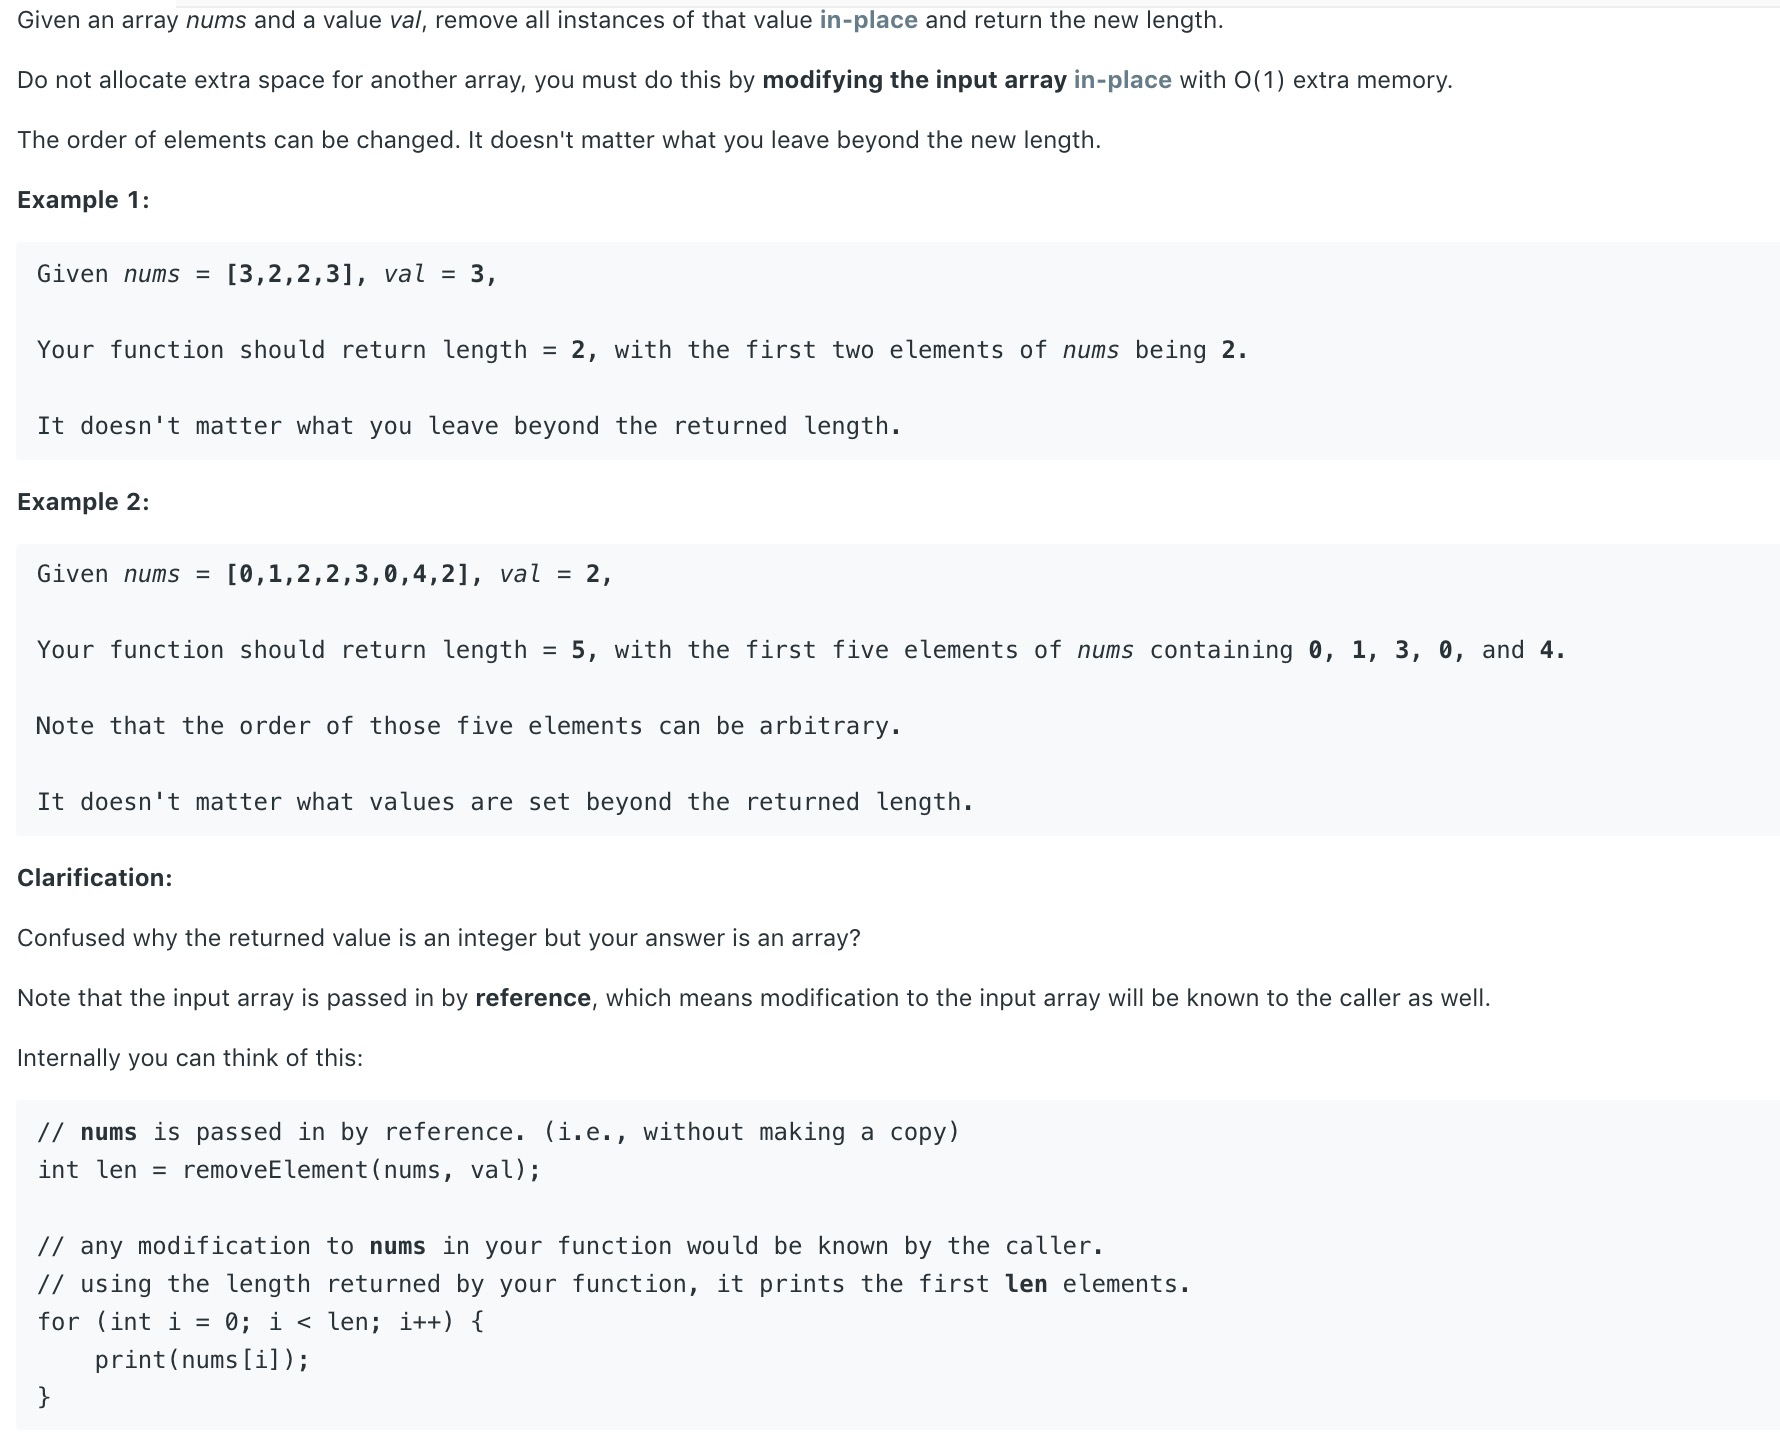 Given an array nums and a value val, remove all instances of that value in-place and return the new length.
Do not allocate extra space for another array, you must do this by modifying the input array in-place with O(1) extra memory.
The order of elements can be changed. It doesn't matter what you leave beyond the new length.
Example 1:
Given nums = [3,2,2,3], val = 3,
Your function should return length = 2, with the first two elements of nums being 2.
It doesn't matter what you leave beyond the returned length.
Example 2:
Given nums = [0,1,2,2,3,0,4,2], val = 2,
Your function should return length = 5, with the first five elements of nums containing 0, 1, 3, 0, and 4.
Note that the order of those five elements can be arbitrary.
It doesn't matter what values are set beyond the returned length.
Clarification:
Confused why the returned value is an integer but your answer is an array?
Note that the input array is passed in by reference, which means modification to the input array will be known to the caller as well.
Internally you can think of this:
// nums is passed in by reference. (i.e., without making a copy)
int len = removeElement(nums, val);
// any modification to nums in your function would be known by the caller.
// using the length returned by your function, it prints the first len elements.
for (int i = 0; i < len; i++) {
    print(nums[i]);
}